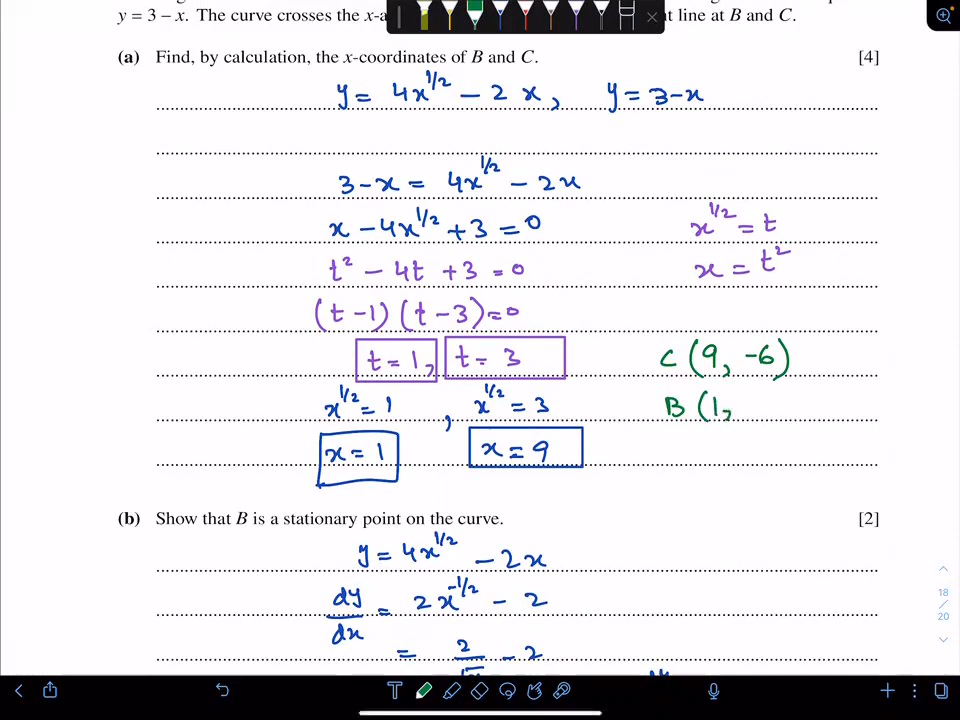 y = 3 – x. The curve crosses the x-a t line at B and C.
(a) Find, by calculation, the x-coordinates of B and C. [4]
y = 4x^{1/2} - 2x, y = 3-x
3-x = 4x^{1/2} - 2x
x - 4x^{1/2} + 3 = 0 x^{1/2} = t
t² - 4t + 3 = 0 x = t²
(t-1) (t-3) = 0
t = 1, t = 3 C (9, -6)
x^{1/2} = 1 , x^{1/2} = 3 B (1,
x = 1 x = 9
(b) Show that B is a stationary point on the curve. [2]
y = 4x^{1/2} - 2x
dy/dx = 2x^{-1/2} - 2
= 2/√x - 2
18
/
20